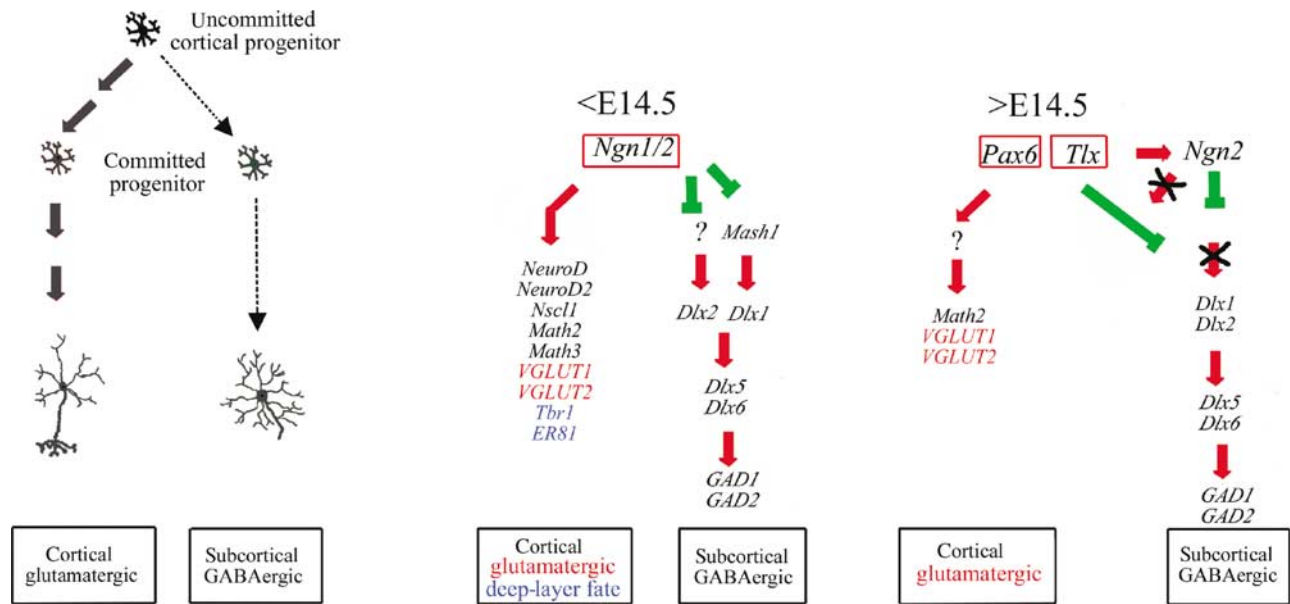 Uncommitted
cortical progenitor
Committed
progenitor
Cortical
glutamatergic
Subcortical
GABAergic
<E14.5
Ngn1/2
? Mash1
NeuroD
NeuroD2
Nscl1
Math2
Math3
VGLUT1
VGLUT2
Tbr1
ER81
Dlx2 Dlx1
Dlx5
Dlx6
GAD1
GAD2
Cortical
glutamatergic
deep-layer fate
Subcortical
GABAergic
>E14.5
Pax6 Tlx Ngn2
?
Math2
VGLUT1
VGLUT2
Dlx1
Dlx2
Dlx5
Dlx6
GAD1
GAD2
Cortical
glutamatergic
Subcortical
GABAergic